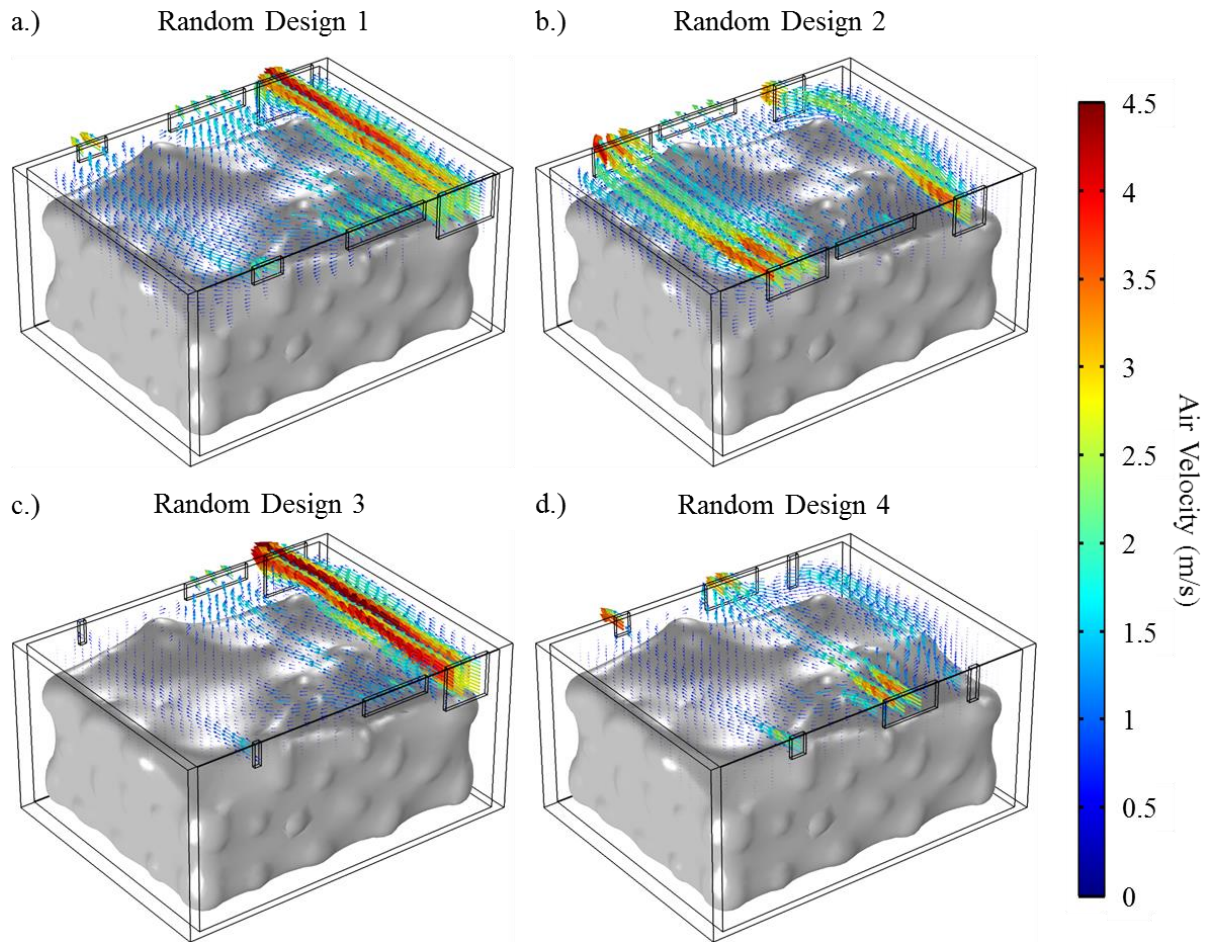 a.) Random Design 1
b.) Random Design 2
c.) Random Design 3
d.) Random Design 4
4.5
4
3.5
3
2.5
2
1.5
1
0.5
0
Air Velocity (m/s)